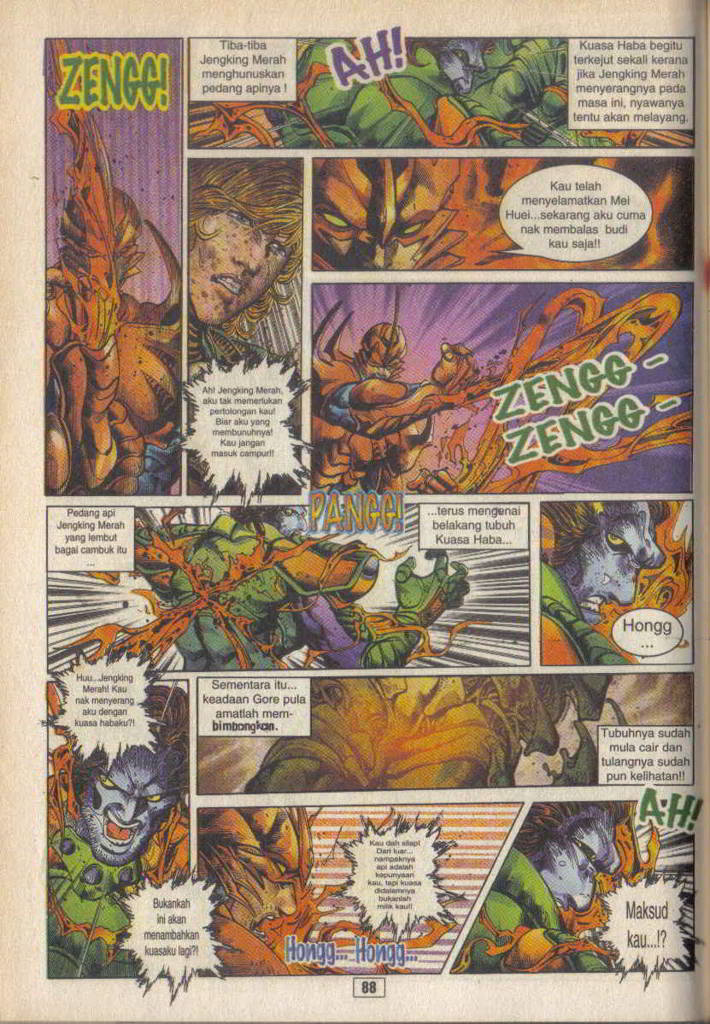 ZENGG!
Tiba-tiba
Jengking Merah
menghunuskan
pedang apinya !
AH!
Kuasa Haba begitu
terkejut sekali kerana
jika Jengking Merah
menyerangnya pada
masa ini, nyawanya
tentu akan melayang.
Ah! Jengking Merah,
aku tak memerlukan
pertolongan kau!
Biar aku yang
membunuhnya!
Kau jangan
masuk campur!!
Kau telah
menyelamatkan Mei
Huei...sekarang aku cuma
nak membalas budi
kau saja!!
ZENGG -
ZENGG -
Pedang api
Jengking Merah
yang lembut
bagai cambuk itu
...
PANGG!
...terus mengenai
belakang tubuh
Kuasa Haba...
Hongg
...
Huu...Jengking
Merah! Kau
nak menyerang
aku dengan
kuasa habaku?!
Bukankah
ini akan
menambahkan
kuasaku lagi?!
Sementara itu...
keadaan Gore pula
amatlah mem-
bimbangkan.
Tubuhnya sudah
mula cair dan
tulangnya sudah
pun kelihatan!!
Kau dah silap!
Dari luar...
nampaknya
api adalah
kepunyaan
kau, tapi kuasa
didalamnya
bukanlah
milik kau!!
Hongg... Hongg...
AH!
Maksud
kau...!?
88